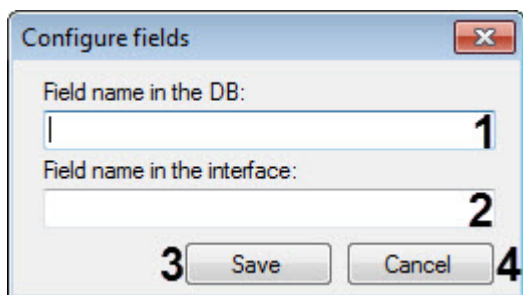 Configure fields
Field name in the DB:
1
Field name in the interface:
2
3 Save Cancel 4